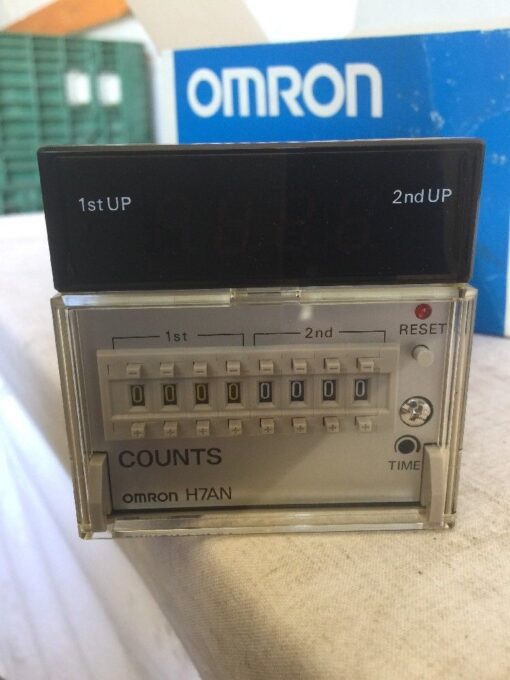 OMRON
1st UP 2nd UP
RESET
1st 2nd
- - - - - - - -
0 0 0 0 0 0 0 0
+ + + + + + + +
COUNTS
TIME
OMRON H7AN